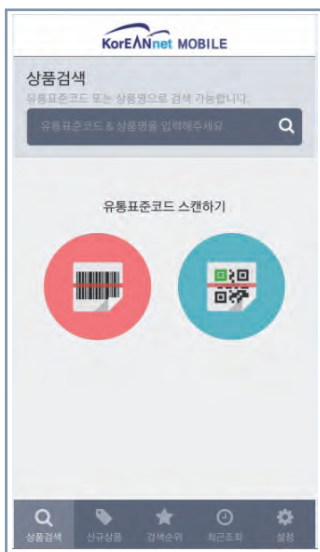 KorEANnet MOBILE
상품검색
유통표준코드 또는 상품명으로 검색 가능합니다.
유통표준코드 & 상품명을 입력해주세요
유통표준코드 스캔하기
상품검색 신규상품 검색순위 최근조회 설정